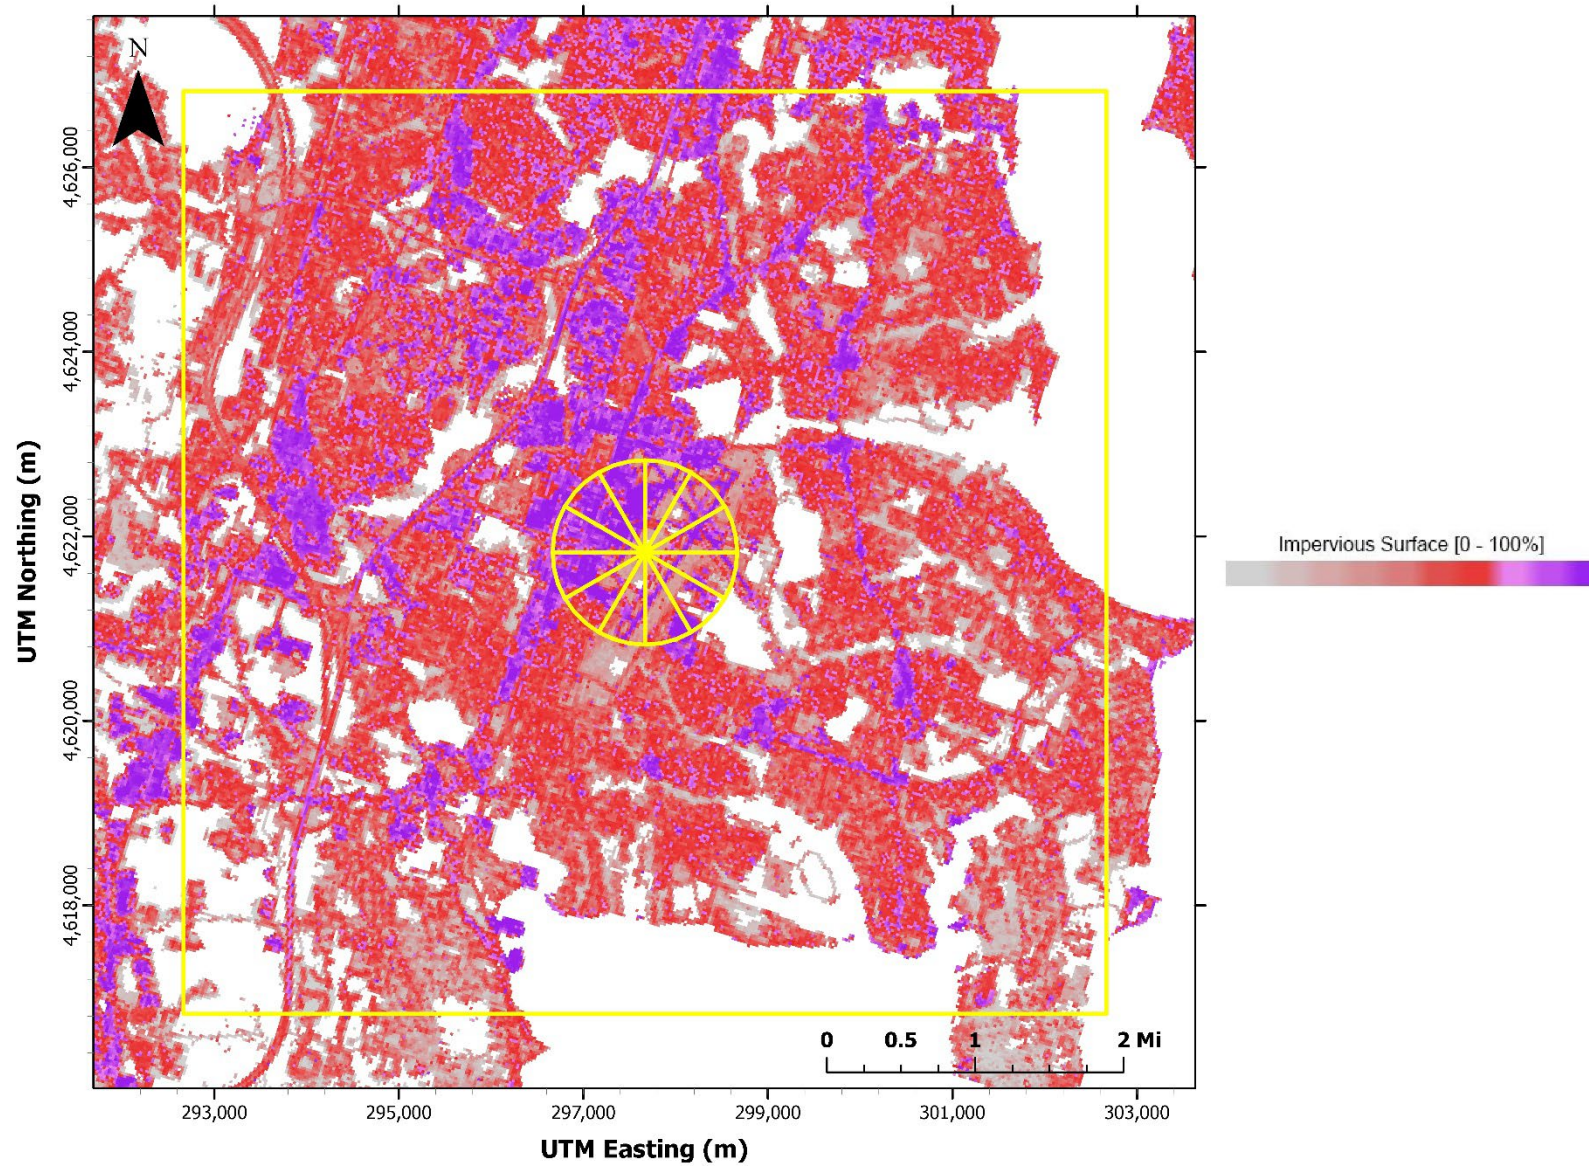 N
4,626,000
4,624,000
4,622,000
4,620,000
4,618,000
UTM Northing (m)
Impervious Surface [0 - 100%]
0 0.5 1 2 Mi
293,000 295,000 297,000 299,000 301,000 303,000
UTM Easting (m)